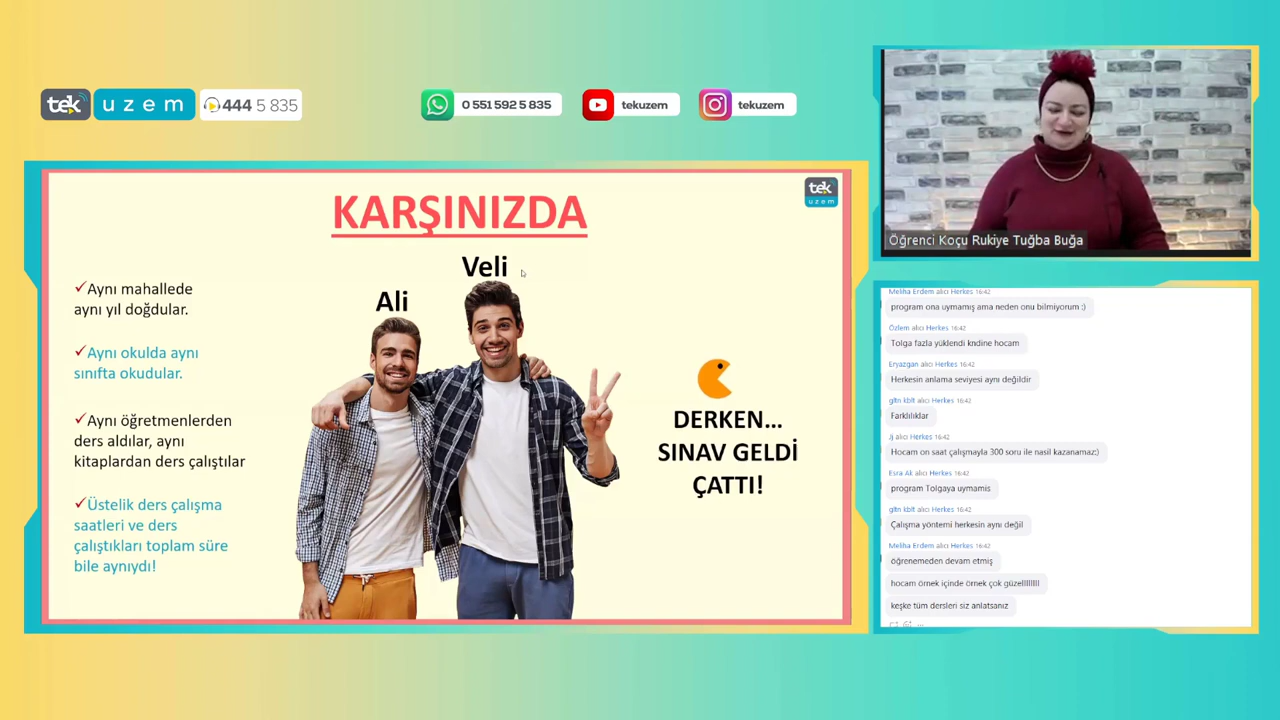 tek
uzem
444 5 835
0 551 592 5 835
tekuzem
tekuzem
tek
uzem
KARŞINIZDA
Veli
Ali
✓Aynı mahallede
aynı yıl doğdular.
✓Aynı okulda aynı
sınıfta okudular.
✓Aynı öğretmenlerden
ders aldılar, aynı
kitaplardan ders çalıştılar
✓Üstelik ders çalışma
saatleri ve ders
çalıştıkları toplam süre
bile aynıydı!
DERKEN...
SINAV GELDİ
ÇATTI!
Öğrenci Koçu Rukiye Tuğba Buğa
Meliha Erdem alıcı Herkes 16:42
program ona uymamış ama neden onu bilmiyorum :)
Özlem alıcı Herkes 16:42
Tolga fazla yüklendi kndine hocam
Eryazgan alıcı Herkes 16:42
Herkesin anlama seviyesi aynı değildir
gltn kblt alıcı Herkes 16:42
Farklılıklar
Jj alıcı Herkes 16:42
Hocam on saat çalışmayla 300 soru ile nasil kazanamaz;)
Esra Ak alıcı Herkes 16:42
program Tolgaya uymamis
gltn kblt alıcı Herkes 16:42
Çalışma yöntemi herkesin aynı değil
Meliha Erdem alıcı Herkes 16:42
öğrenemeden devam etmiş
hocam örnek içinde örnek çok güzellllllll
keşke tüm dersleri siz anlatsanız